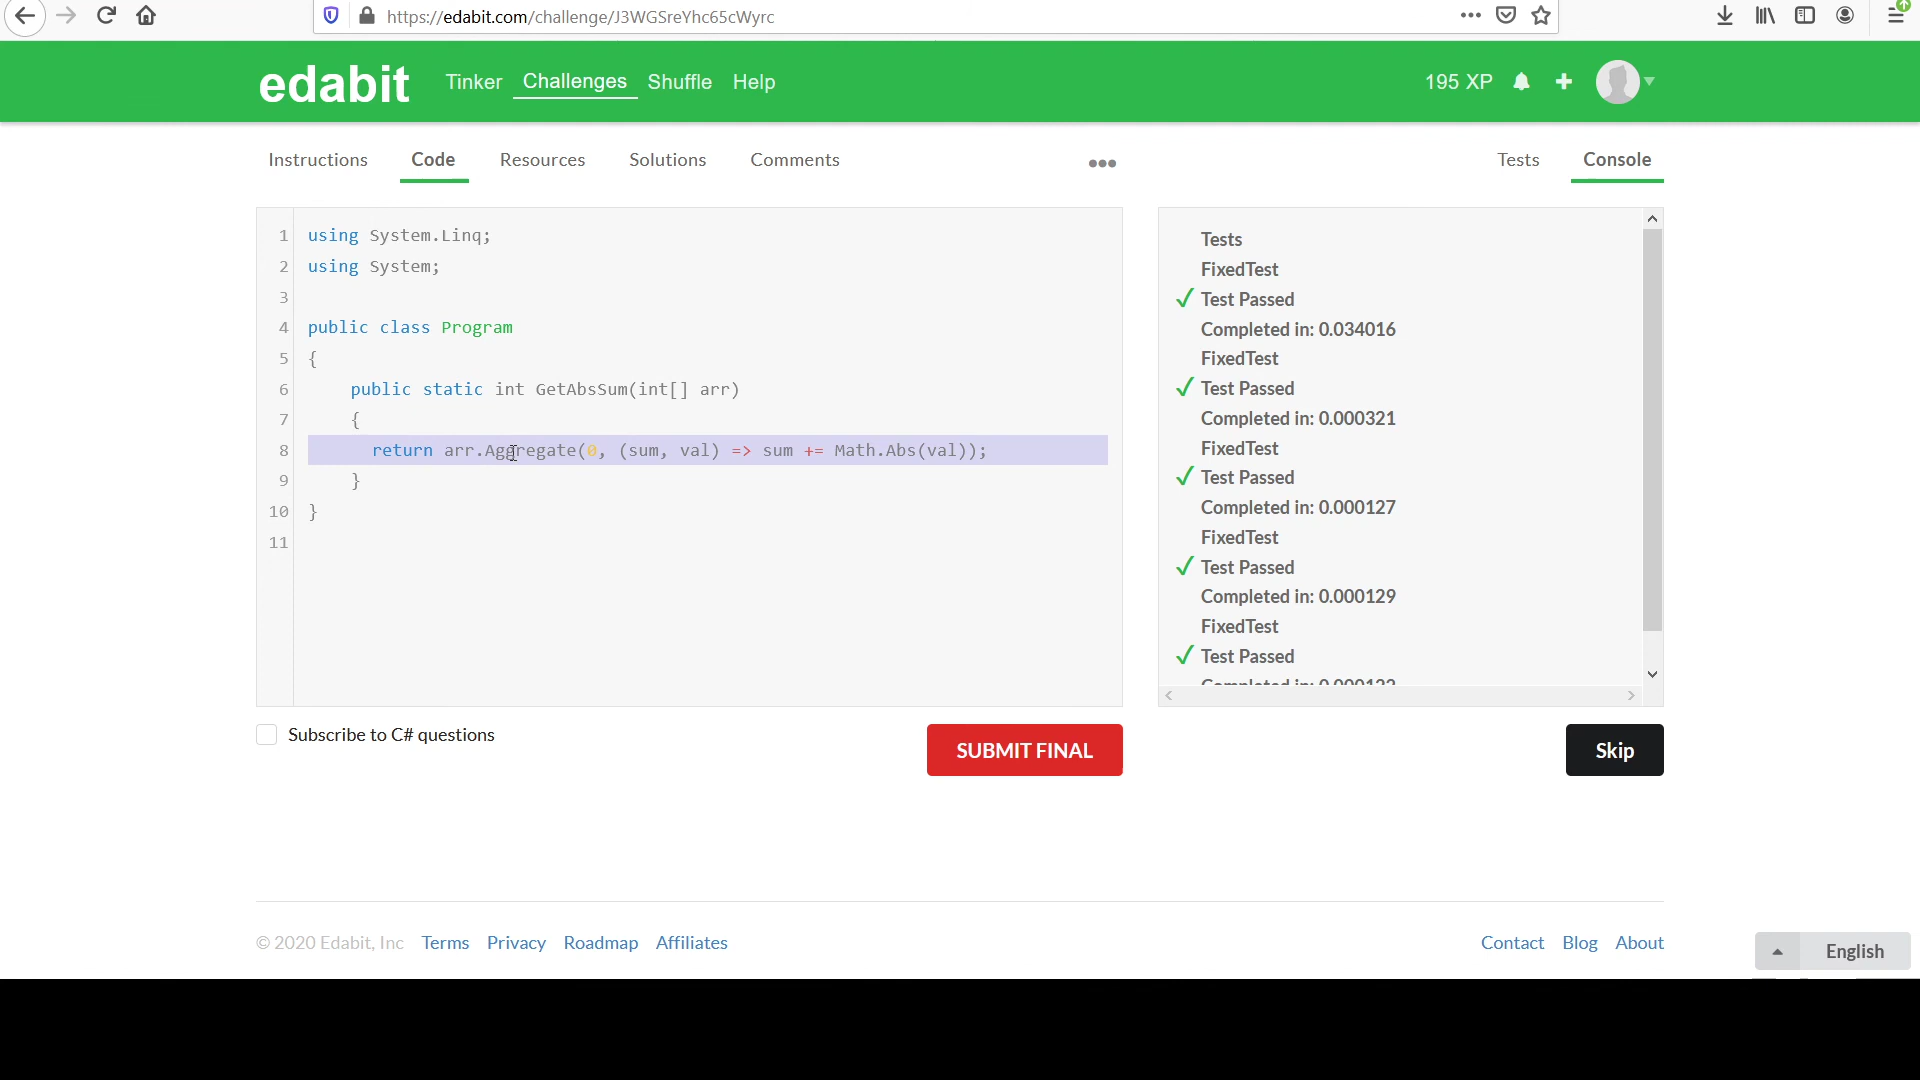 https://edabit.com/challenge/J3WGSreYhc65cWyrc
edabit Tinker Challenges Shuffle Help 195 XP
Instructions Code Resources Solutions Comments Tests Console
1 using System.Linq;
2 using System;
3
4 public class Program
5 {
6 public static int GetAbsSum(int[] arr)
7 {
8 return arr.Aggregate(0, (sum, val) => sum += Math.Abs(val));
9 }
10 }
11
Tests
FixedTest
Test Passed
Completed in: 0.034016
FixedTest
Test Passed
Completed in: 0.000321
FixedTest
Test Passed
Completed in: 0.000127
FixedTest
Test Passed
Completed in: 0.000129
FixedTest
Test Passed
Completed in: 0.000122
Subscribe to C# questions
SUBMIT FINAL
Skip
© 2020 Edabit, Inc Terms Privacy Roadmap Affiliates Contact Blog About
English